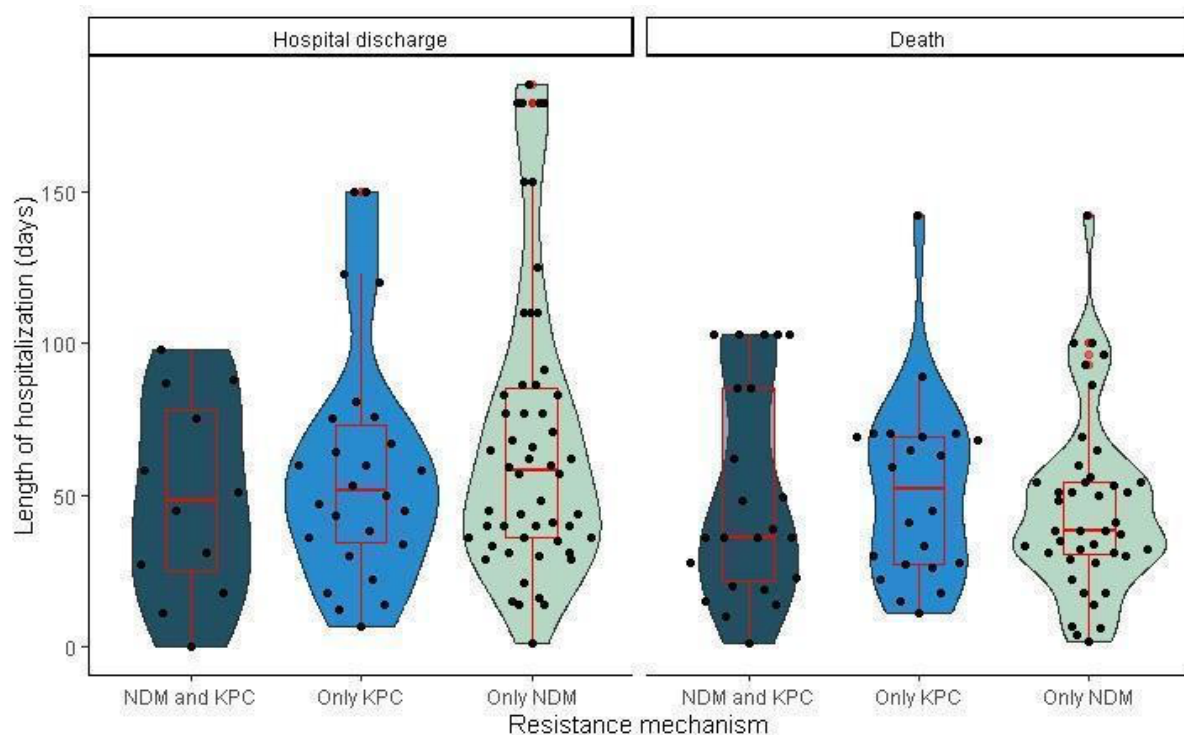 Hospital discharge
Death
Length of hospitalization (days)
150
100
50
0
NDM and KPC
Only KPC
Only NDM
NDM and KPC
Only KPC
Only NDM
Resistance mechanism